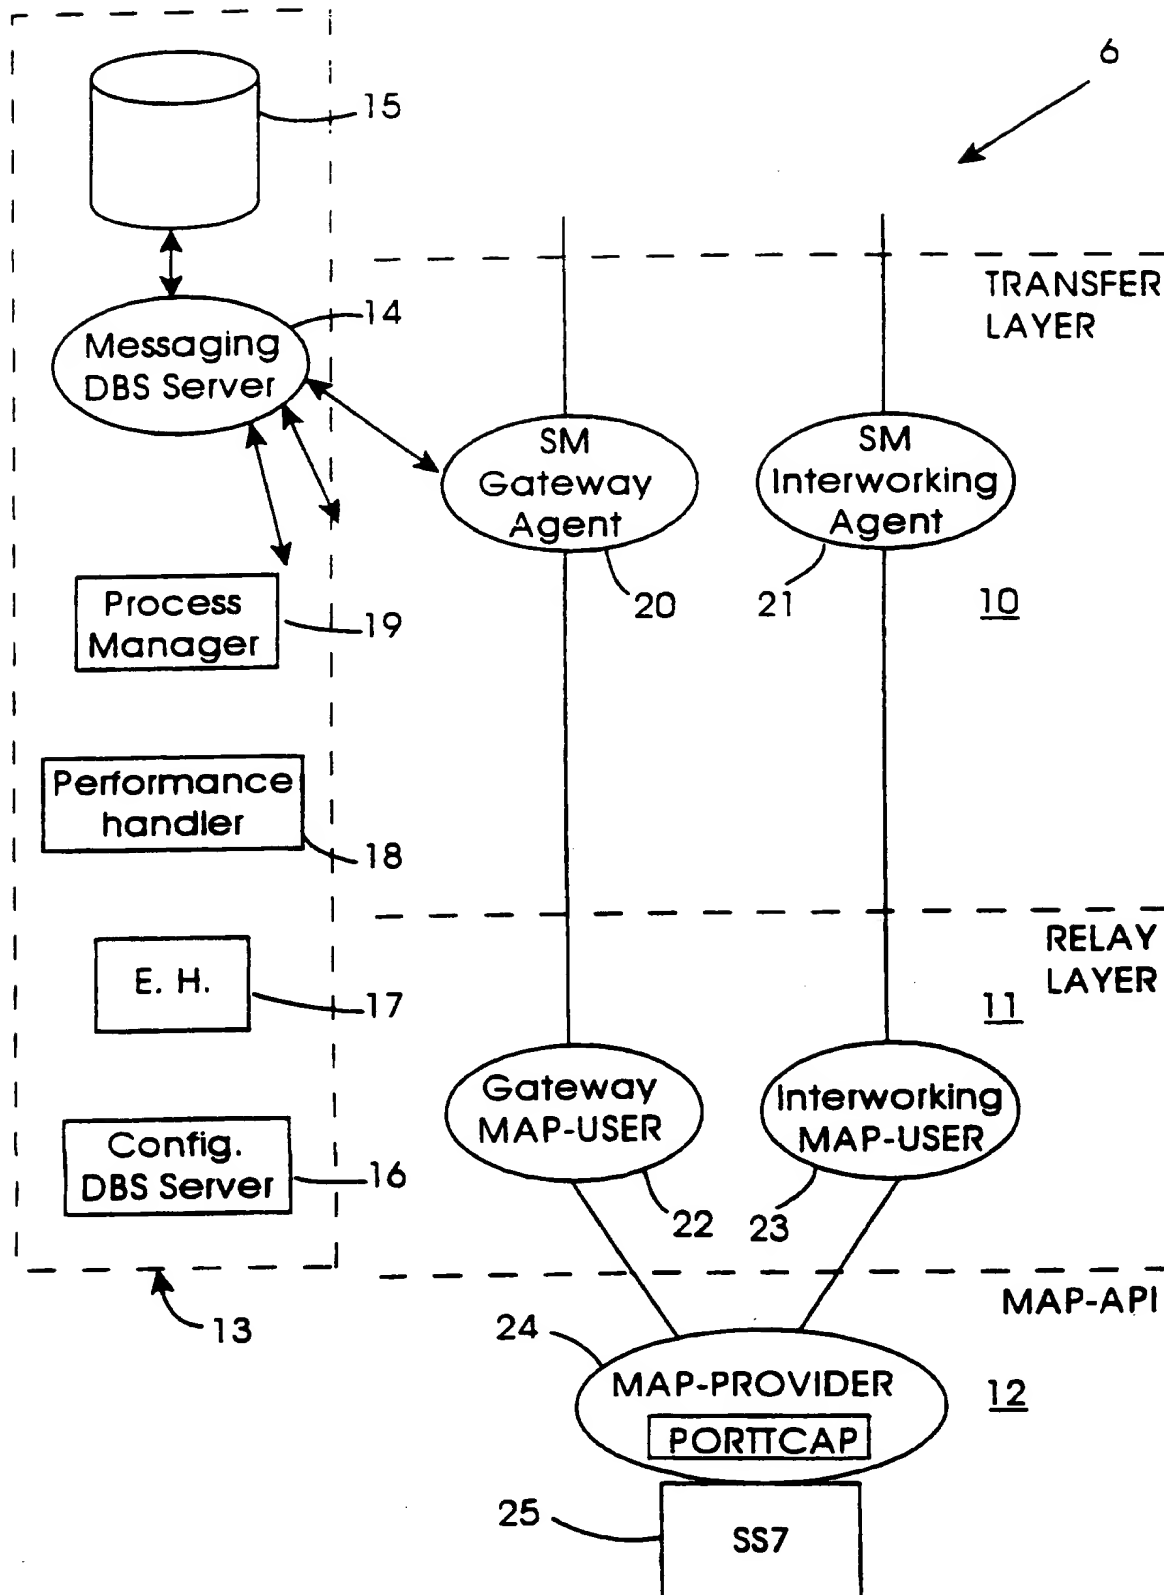 6
15
TRANSFER
LAYER
14
Messaging
DBS Server
SM
Gateway
Agent
SM
Interworking
Agent
20
21
10
Process
Manager
19
Performance
handler
18
RELAY
LAYER
11
E. H.
17
Gateway
MAP-USER
Interworking
MAP-USER
Config.
DBS Server
16
22
23
13
MAP-API
24
MAP-PROVIDER
PORTTCAP
12
25
SS7